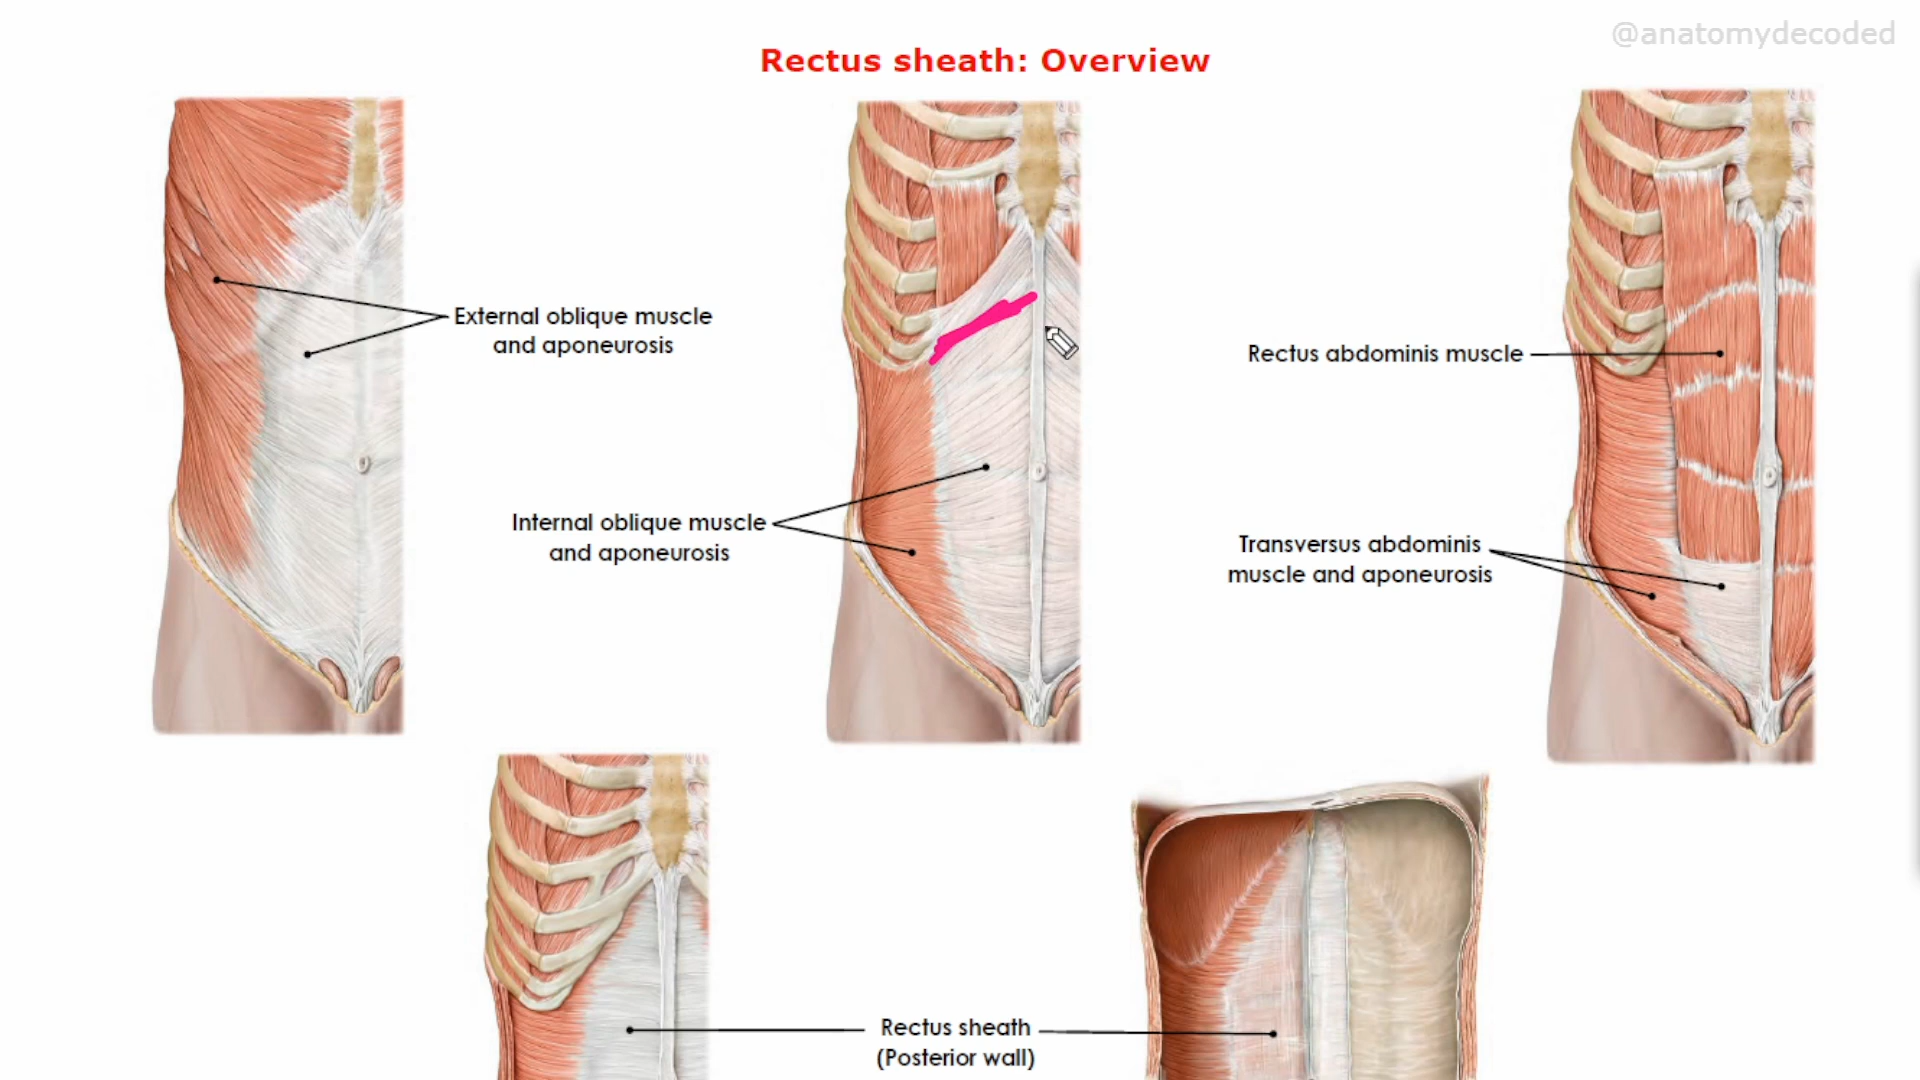 @anatomydecoded
Rectus sheath: Overview
External oblique muscle
and aponeurosis
Internal oblique muscle
and aponeurosis
Rectus abdominis muscle
Transversus abdominis
muscle and aponeurosis
Rectus sheath
(Posterior wall)